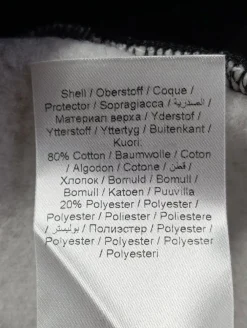 Shell / Oberstoff / Coque /
Protector / Sopragiacca / الصدرية /
Материал верха / Yderstof /
Ytterstoff / Yttertyg / Buitenkant /
Kuori:
80% Cotton / Baumwolle / Coton
/ Algodon / Cotone / قطن /
Хлопок / Bomuld / Bomull /
Bomull / Katoen / Puuvilla
20% Polyester / Polyester /
Polyester / Poliester / Poliestere
/ بوليستر / Полиэстер / Polyester /
Polyester / Polyester / Polyester
/ Polyesteri